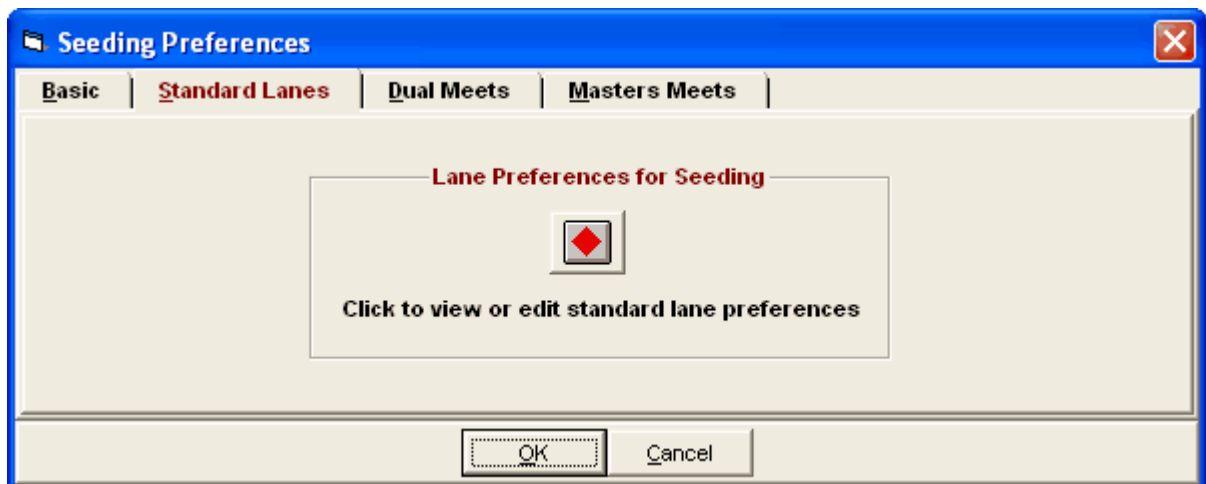 Seeding Preferences
Basic Standard Lanes Dual Meets Masters Meets
Lane Preferences for Seeding
Click to view or edit standard lane preferences
OK Cancel